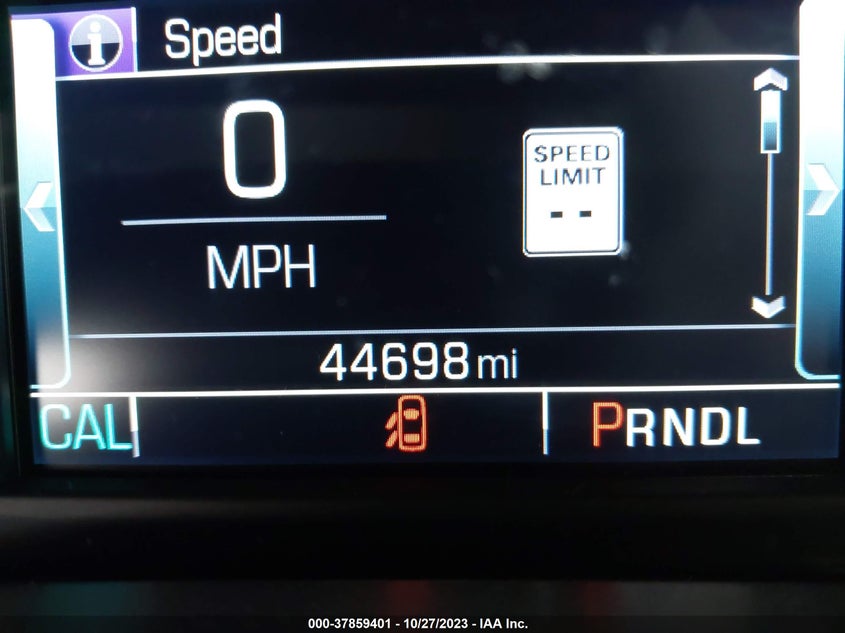 i Speed
0
SPEED
LIMIT
--
MPH
44698 mi
CAL PRNDL
000-37859401 - 10/27/2023 - IAA Inc.